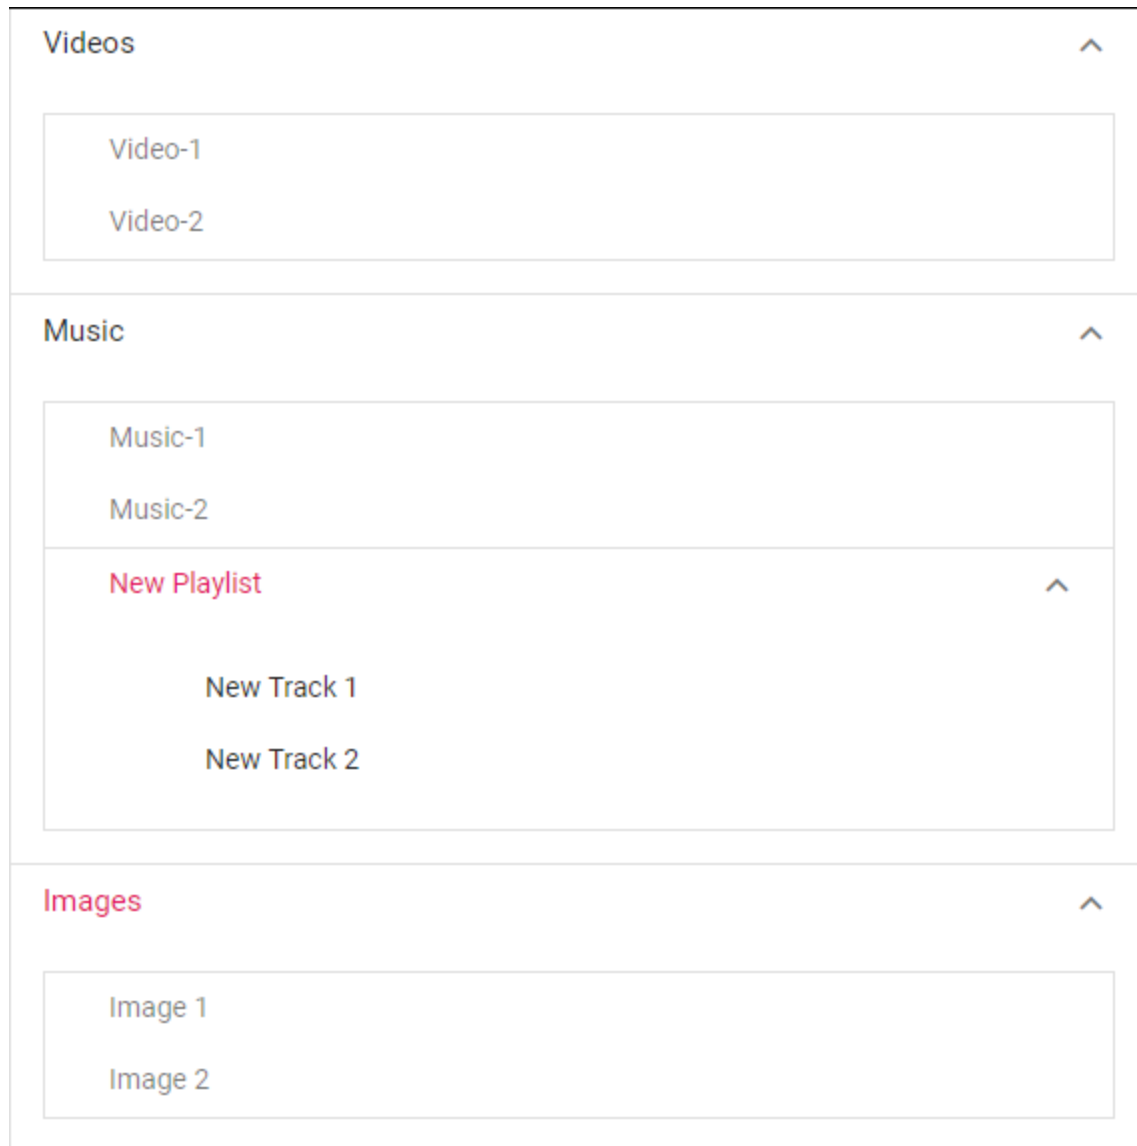 Videos
Video-1
Video-2
Music
Music-1
Music-2
New Playlist
New Track 1
New Track 2
Images
Image 1
Image 2